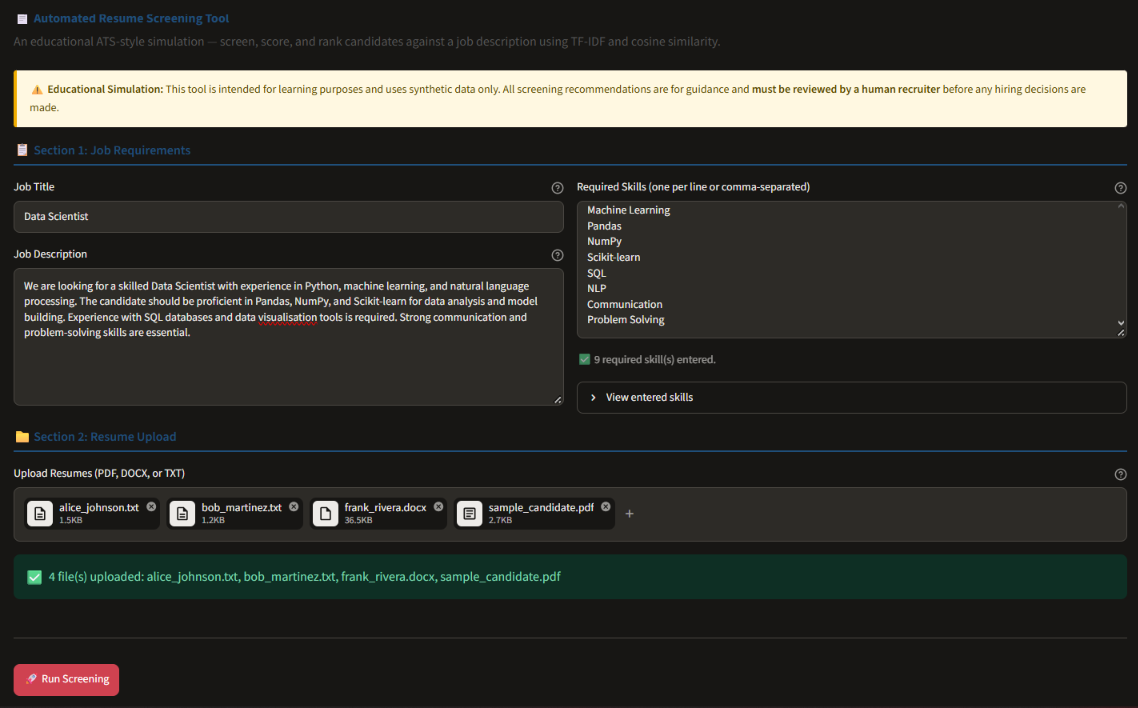 Automated Resume Screening Tool
An educational ATS-style simulation — screen, score, and rank candidates against a job description using TF-IDF and cosine similarity.
Educational Simulation: This tool is intended for learning purposes and uses synthetic data only. All screening recommendations are for guidance and must be reviewed by a human recruiter before any hiring decisions are
made.
Section 1: Job Requirements
Job Title
Data Scientist
Job Description
We are looking for a skilled Data Scientist with experience in Python, machine learning, and natural language
processing. The candidate should be proficient in Pandas, NumPy, and Scikit-learn for data analysis and model
building. Experience with SQL databases and data visualisation tools is required. Strong communication and
problem-solving skills are essential.
Required Skills (one per line or comma-separated)
Machine Learning
Pandas
NumPy
Scikit-learn
SQL
NLP
Communication
Problem Solving
9 required skill(s) entered.
View entered skills
Section 2: Resume Upload
Upload Resumes (PDF, DOCX, or TXT)
alice_johnson.txt
1.5KB
bob_martinez.txt
1.2KB
frank_rivera.docx
36.5KB
sample_candidate.pdf
2.7KB
4 file(s) uploaded: alice_johnson.txt, bob_martinez.txt, frank_rivera.docx, sample_candidate.pdf
Run Screening